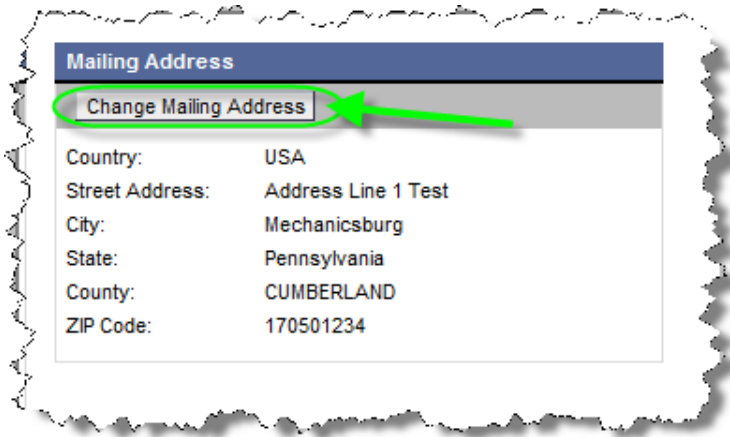 Mailing Address
Change Mailing Address
Country: USA
Street Address: Address Line 1 Test
City: Mechanicsburg
State: Pennsylvania
County: CUMBERLAND
ZIP Code: 170501234